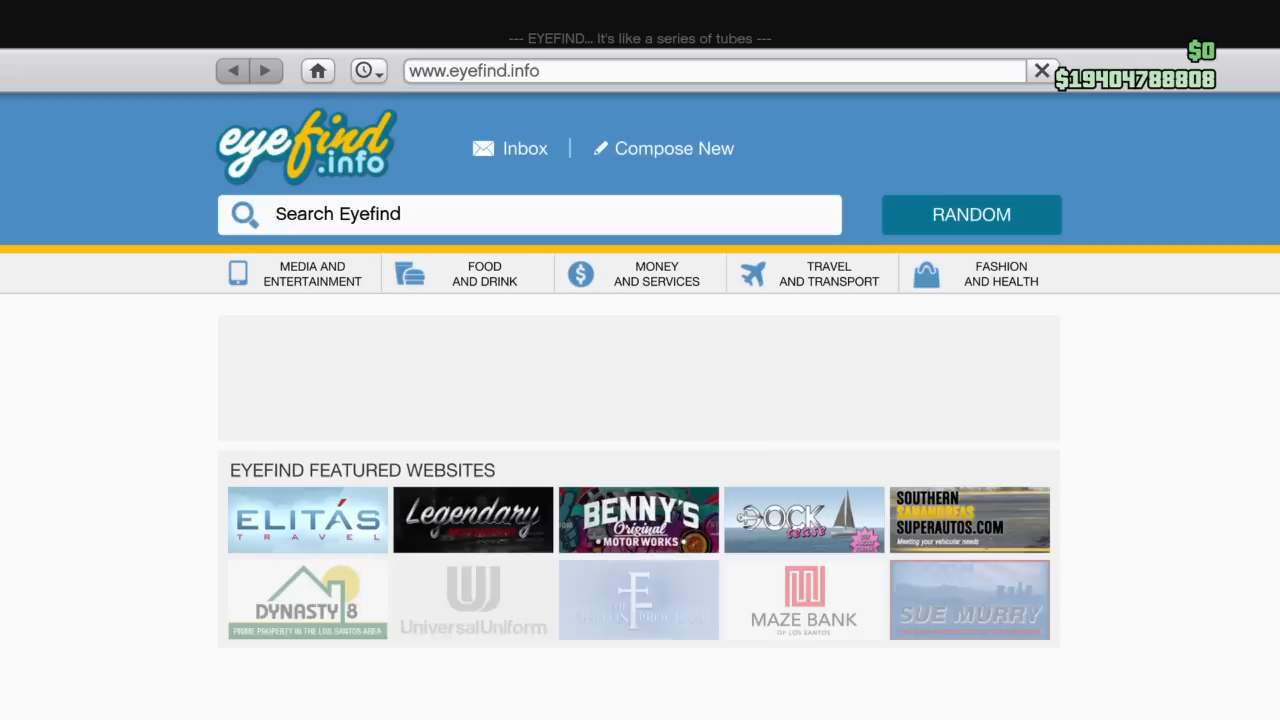 --- EYEFIND... It's like a series of tubes ---
$0
www.eyefind.info
$19404788808
eyefind.info
Inbox
Compose New
Search Eyefind
RANDOM
MEDIA AND ENTERTAINMENT
FOOD AND DRINK
MONEY AND SERVICES
TRAVEL AND TRANSPORT
FASHION AND HEALTH
EYEFIND FEATURED WEBSITES
ELITÁS
TRAVEL
Legendary
BENNY'S
Original
MOTORWORKS
DOCK
tease
SOUTHERN
SANANDREAS
SUPERAUTOS.COM
Meeting your vehicular needs
DYNASTY 8
PRIME PROPERTY IN THE LOS SANTOS AREA
UniversalUniform
MAZE BANK
OF LOS SANTOS
SUE MURRY